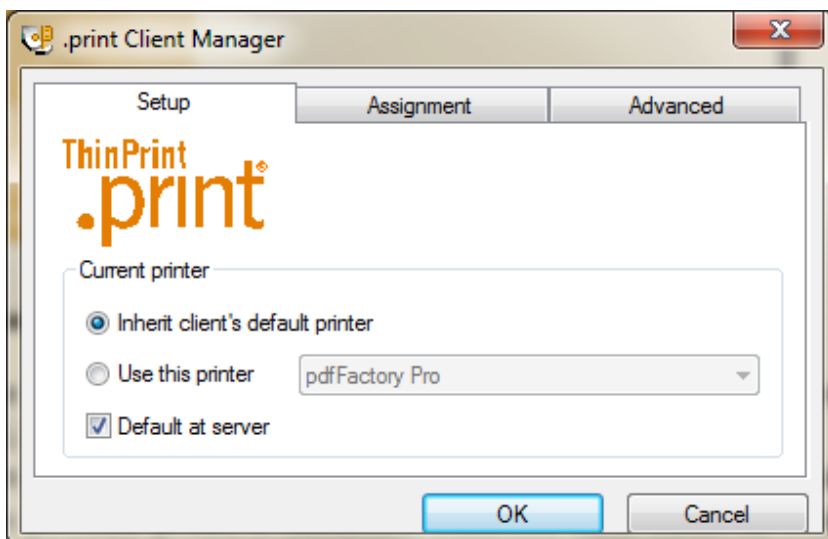 .print Client Manager
Setup
Assignment
Advanced
ThinPrint
.print®
Current printer
Inherit client's default printer
Use this printer
pdfFactory Pro
Default at server
OK
Cancel